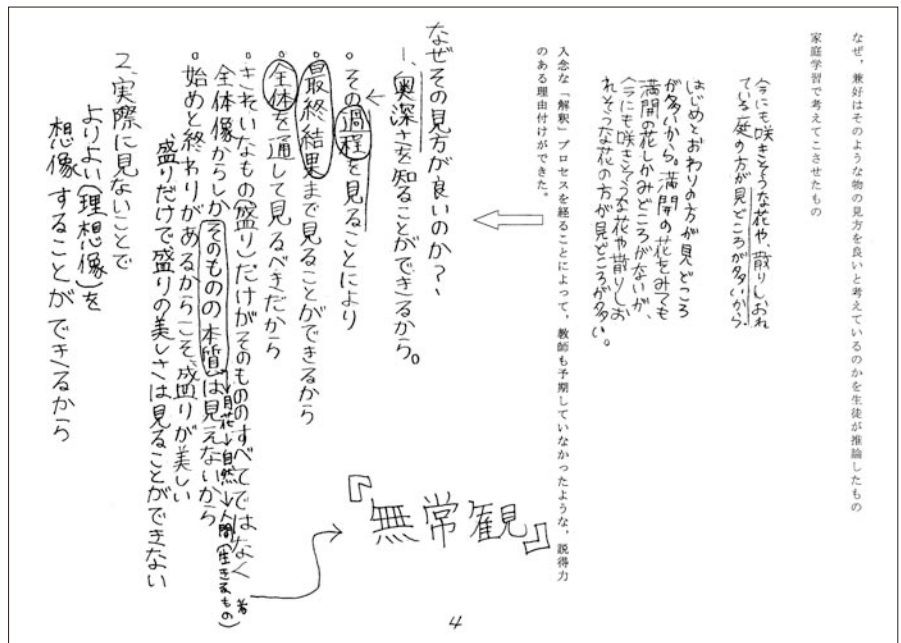 なぜ，兼好はそのような物の見方を良いと考えているのかを生徒が推論したもの
家庭学習で考えてこさせたもの
今にも咲きそうな花や、散りしおれ
ている庭の方が見どころが多いから
はじめとおわりの方が見どころ
が多いから。満開の花をみても
満開の花しかみどころがないが、
今にも咲きそうな花や散りしお
れそうな花の方が見どころが多い。
入念な「解釈」プロセスを経ることによって，教師も予期していなかったような，説得力
のある理由付けができた。
なぜその見方が良いのか？
1、奥深さを知ることができるから。
。その過程を見ることにより
。最終結果まで見ることができるから
。全体を通して見るべきだから
。きれいなもの(盛り)だけがそのもののすべてではなく
全体像からしかそのものの本質は見えないから
→月花→自然→人間(生きるもの)
。始めと終わりがあるからこそ、盛りが美しい
盛りだけで盛りの美しさは見ることができない
2、実際に見ないことで
よりよい(理想像)を
想像することができるから
『無常観』
4